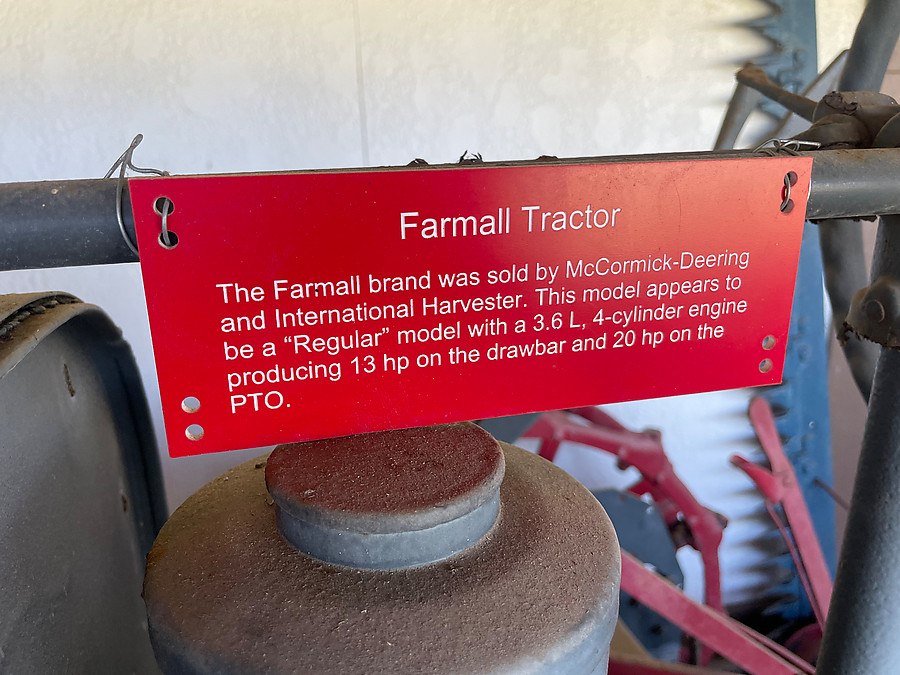 Farmall Tractor
The Farmall brand was sold by McCormick-Deering
and International Harvester. This model appears to
be a “Regular” model with a 3.6 L, 4-cylinder engine
producing 13 hp on the drawbar and 20 hp on the
PTO.